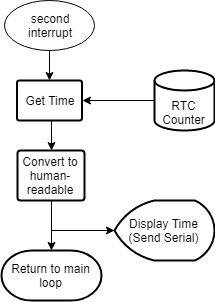 second
interrupt
Get Time
RTC
Counter
Convert to
human-
readable
Display Time
(Send Serial)
Return to main
loop